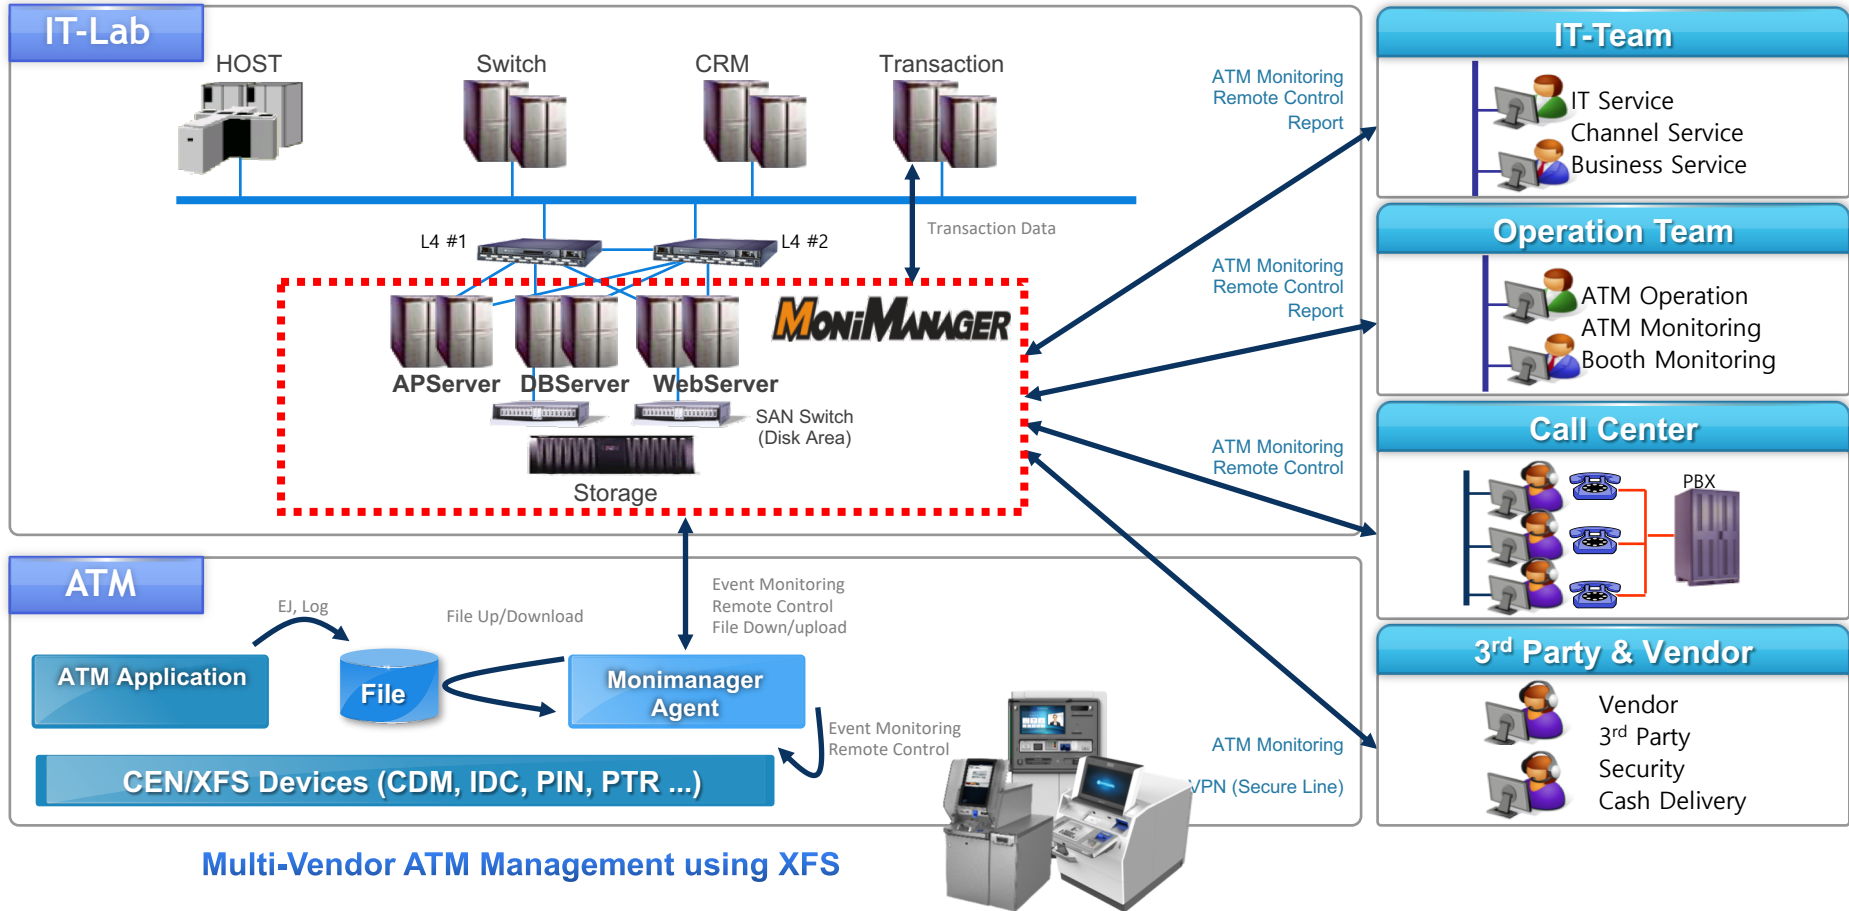 IT-Lab
HOST
Switch
CRM
Transaction
L4 #1
L4 #2
Transaction Data
MONIMANAGER
APServer
DBServer
WebServer
SAN Switch
(Disk Area)
Storage
ATM Monitoring
Remote Control
Report
ATM Monitoring
Remote Control
Report
ATM Monitoring
Remote Control
ATM Monitoring
VPN (Secure Line)
IT-Team
IT Service
Channel Service
Business Service
Operation Team
ATM Operation
ATM Monitoring
Booth Monitoring
Call Center
PBX
3rd Party & Vendor
Vendor
3rd Party
Security
Cash Delivery
ATM
EJ, Log
File Up/Download
Event Monitoring
Remote Control
File Down/upload
ATM Application
File
Monimanager
Agent
Event Monitoring
Remote Control
CEN/XFS Devices (CDM, IDC, PIN, PTR ...)
Multi-Vendor ATM Management using XFS